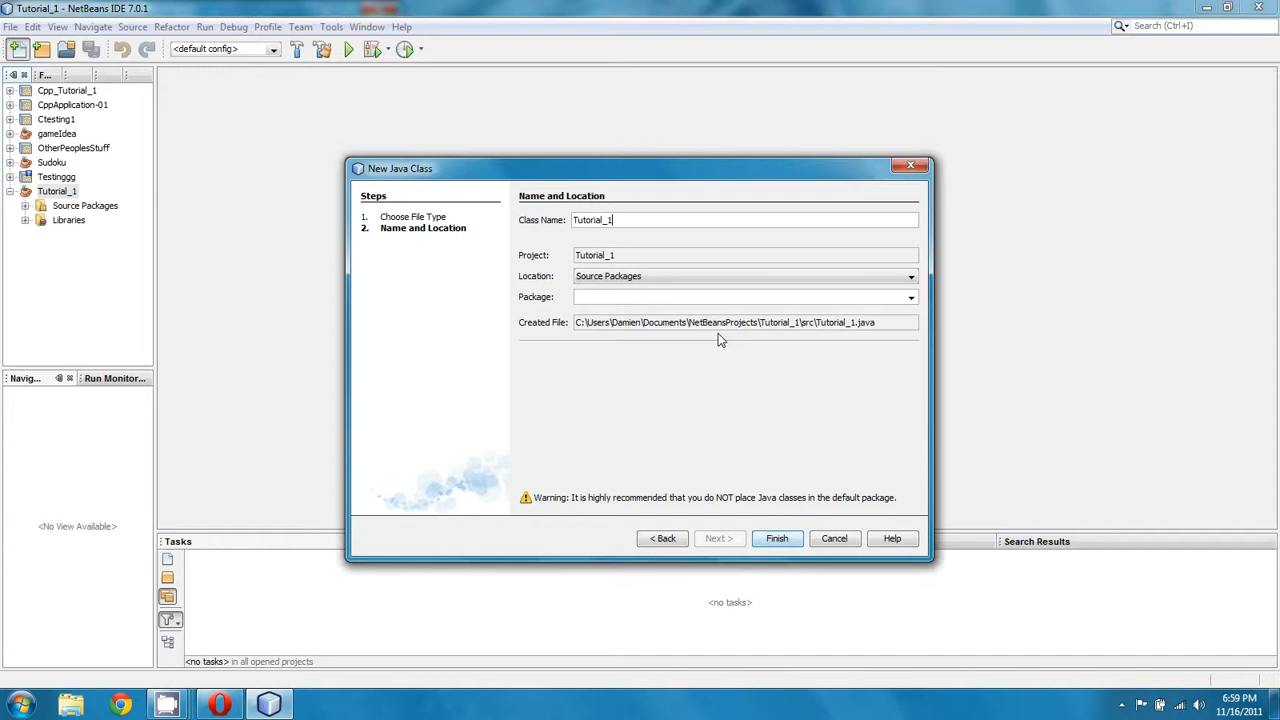 Tutorial_1 - NetBeans IDE 7.0.1
File Edit View Navigate Source Refactor Run Debug Profile Team Tools Window Help
Search (Ctrl+I)
<default config>
F...
Cpp_Tutorial_1
CppApplication-01
Ctesting1
gameIdea
OtherPeoplesStuff
Sudoku
Testinggg
Tutorial_1
Source Packages
Libraries
New Java Class
Steps
1. Choose File Type
2. Name and Location
Name and Location
Class Name: Tutorial_1
Project: Tutorial_1
Location: Source Packages
Package:
Created File: C:\Users\Damien\Documents\NetBeansProjects\Tutorial_1\src\Tutorial_1.java
Warning: It is highly recommended that you do NOT place Java classes in the default package.
< Back Next > Finish Cancel Help
Navig... Run Monitor...
<No View Available>
Tasks
Search Results
<no tasks>
<no tasks> in all opened projects
6:59 PM
11/16/2011